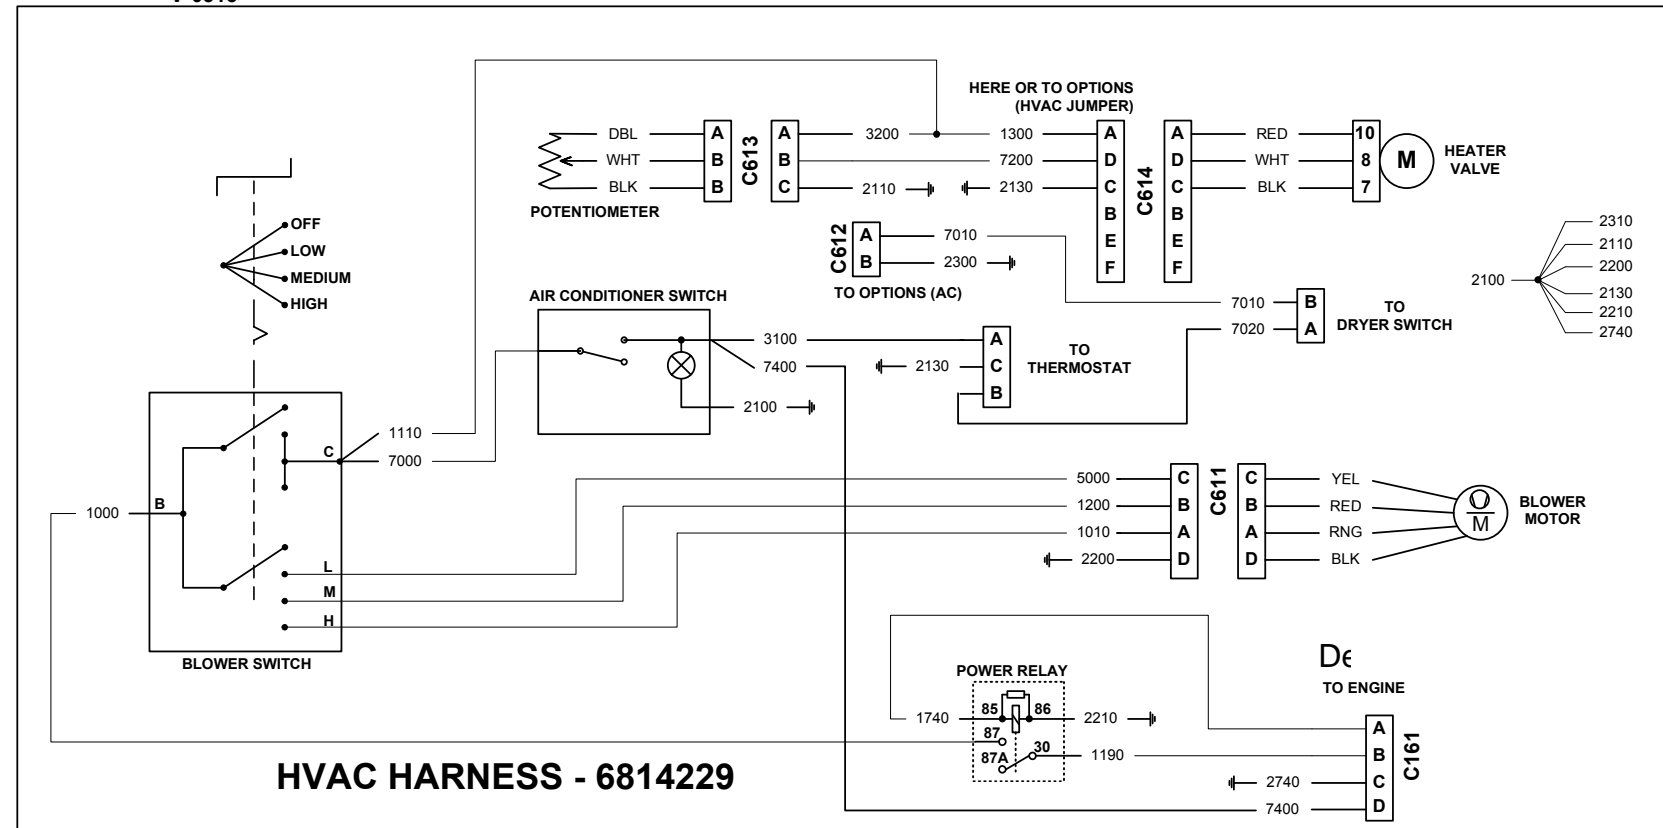 HERE OR TO OPTIONS
(HVAC JUMPER)
DBL A A 3200 1300 A A RED 10
WHT B B 7200 D D WHT 8 M
BLK B C 2110 2130 C C BLK 7
B B
E E
F F
C613
C614
HEATER
VALVE
POTENTIOMETER
C612
A 7010
B 2300
TO OPTIONS (AC)
OFF
LOW
MEDIUM
HIGH
2310
2110
2200
2100
2130
2210
2740
AIR CONDITIONER SWITCH
3100 A
7400
2130 C
2100
B
TO
THERMOSTAT
7010 B
7020 A
TO
DRYER SWITCH
1110
C
7000
1000 B
L
M
H
BLOWER SWITCH
5000 C C YEL
1200 B B RED
1010 A A RNG
2200 D D BLK
C611
M
BLOWER
MOTOR
De
TO ENGINE
POWER RELAY
1740 85 86 2210
87
87A 30 1190
A
B
2740 C
7400 D
C161
HVAC HARNESS - 6814229